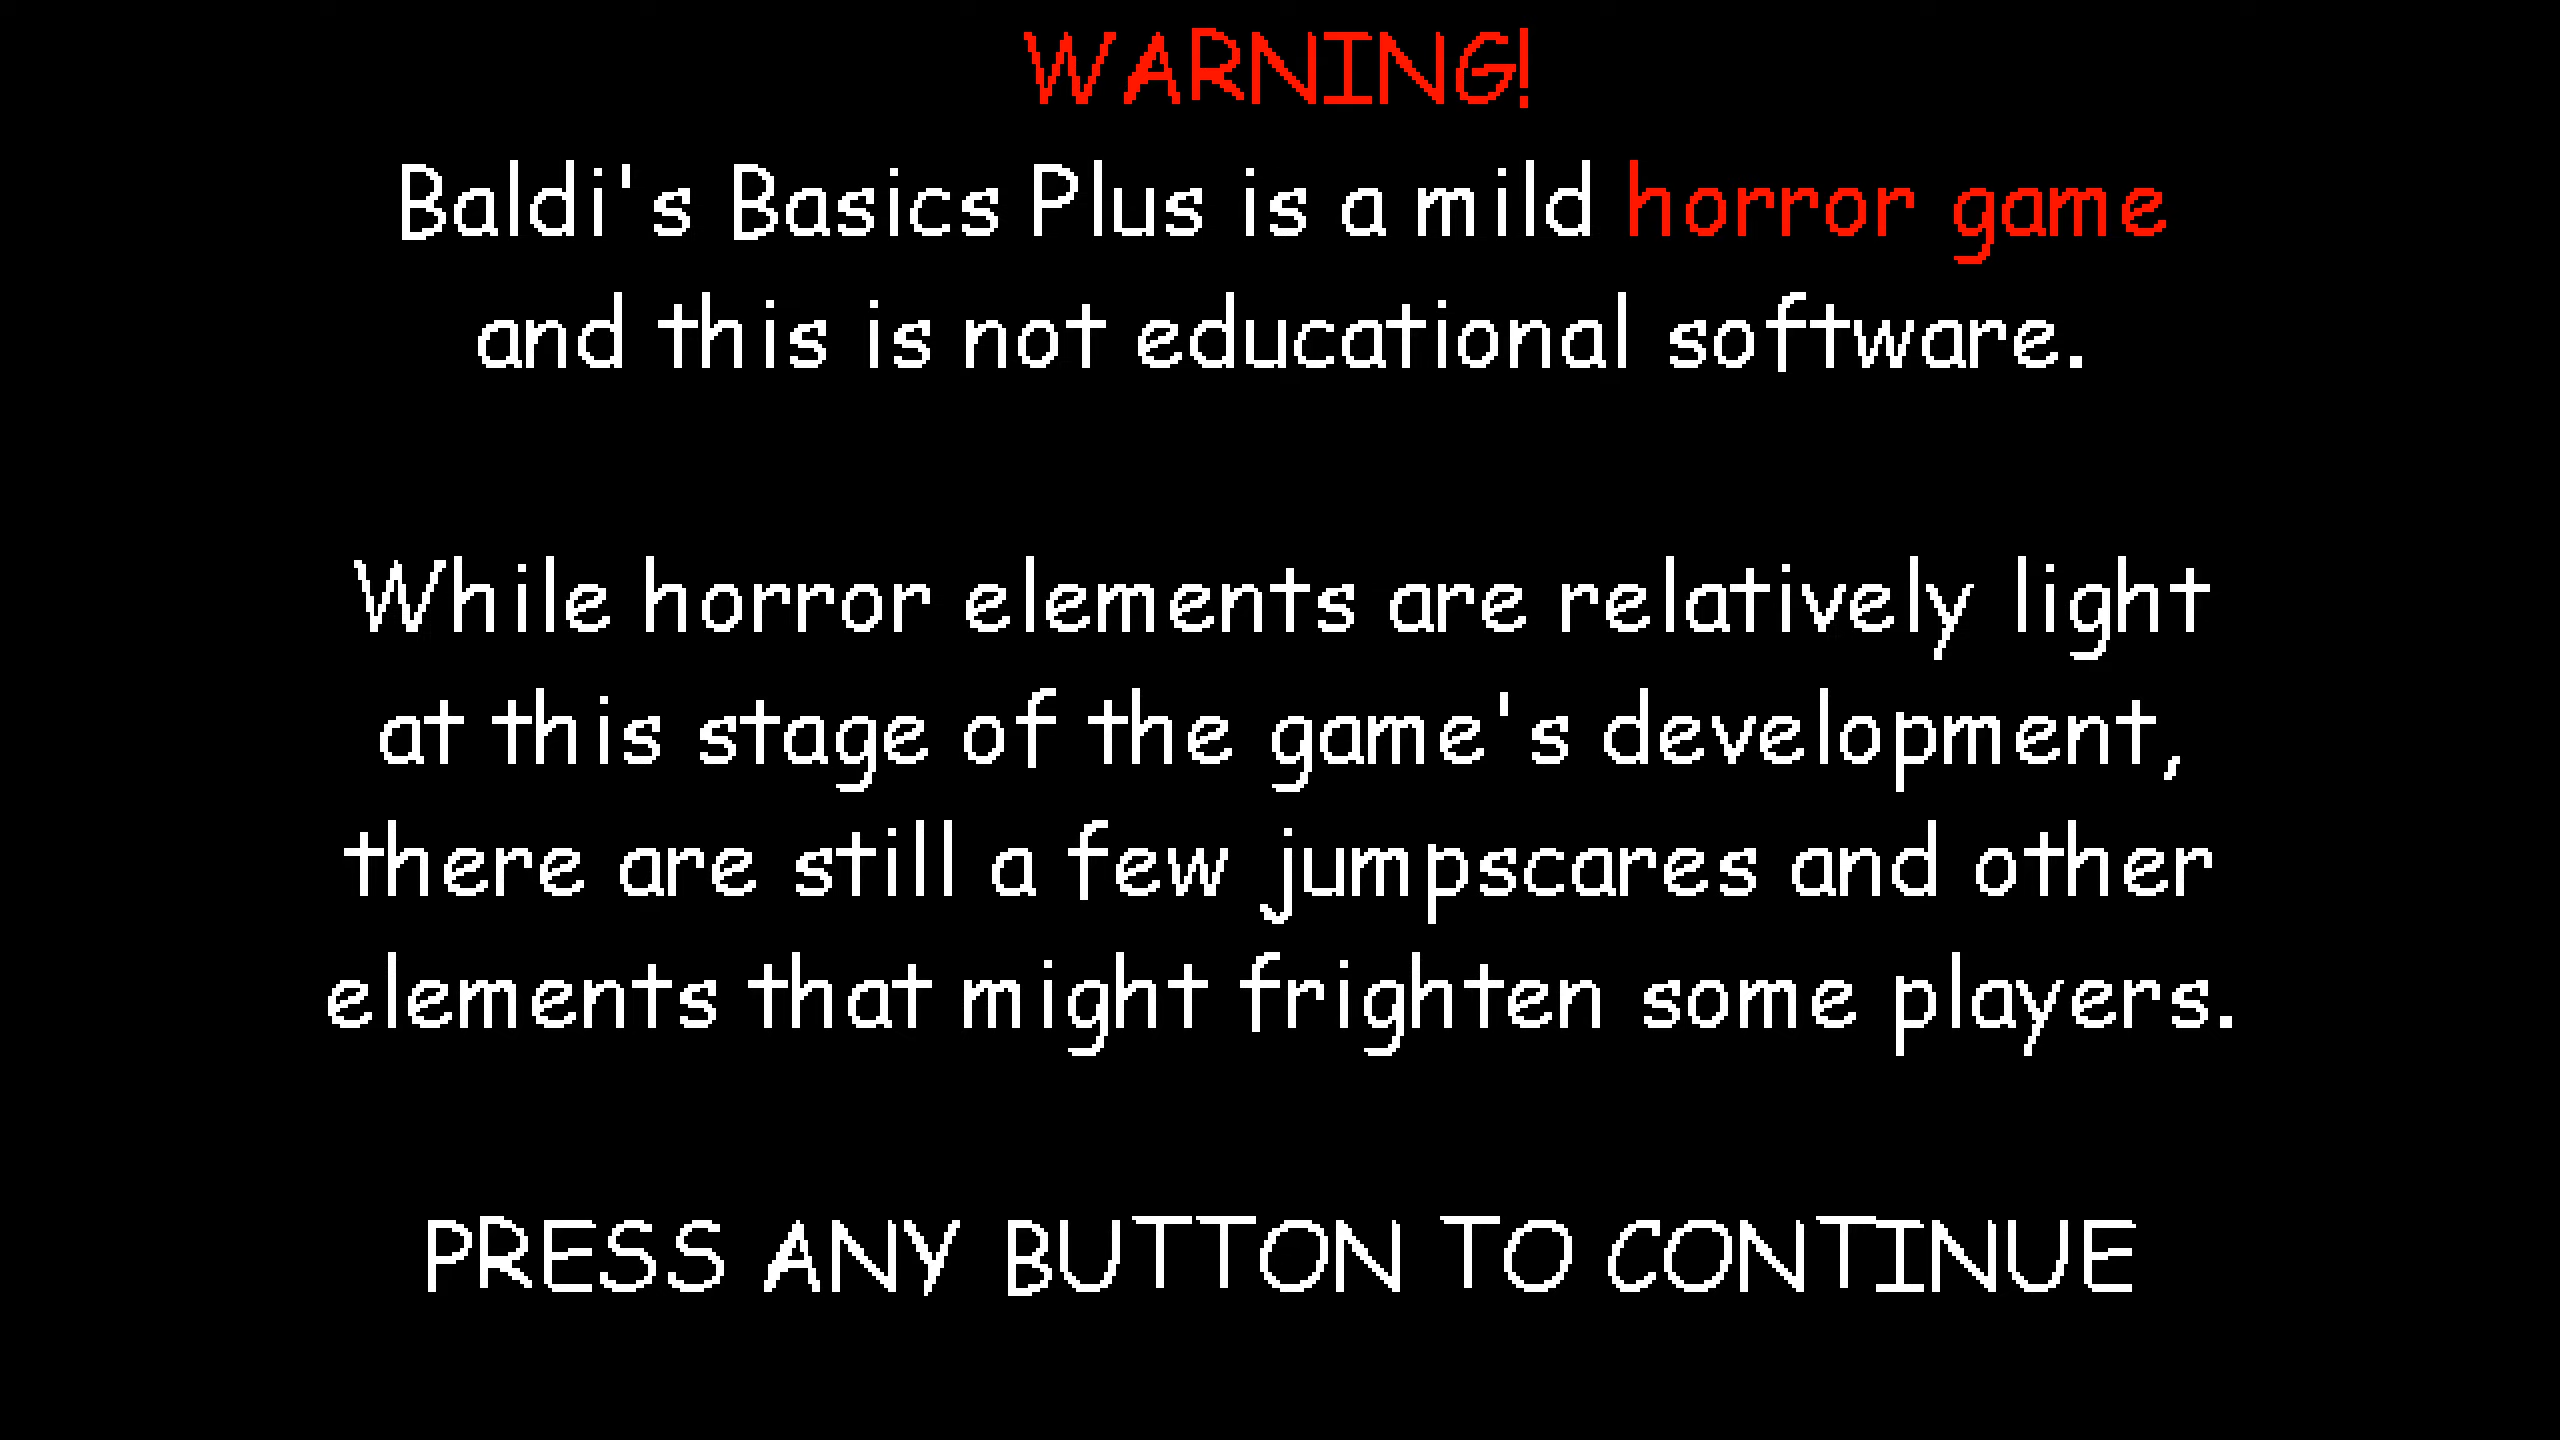 WARNING!
Baldi's Basics Plus is a mild horror game
and this is not educational software.
While horror elements are relatively light
at this stage of the game's development,
there are still a few jumpscares and other
elements that might frighten some players.
PRESS ANY BUTTON TO CONTINUE